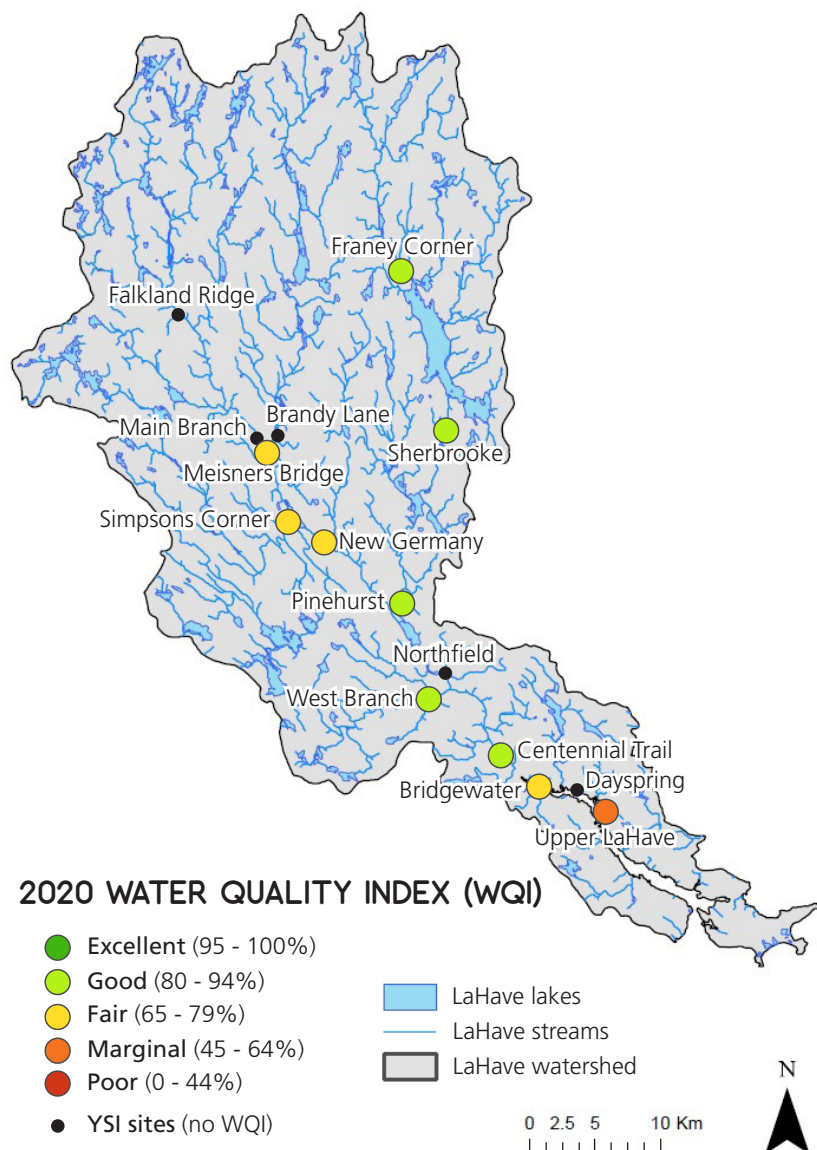 Franey Corner
Falkland Ridge
Brandy Lane
Main Branch
Sherbrooke
Meisners Bridge
Simpsons Corner
New Germany
Pinehurst
Northfield
West Branch
Centennial Trail
Dayspring
Bridgewater
Upper LaHave
2020 WATER QUALITY INDEX (WQI)
Excellent (95 - 100%)
Good (80 - 94%)
Fair (65 - 79%)
Marginal (45 - 64%)
Poor (0 - 44%)
YSI sites (no WQI)
LaHave lakes
LaHave streams
LaHave watershed
N
0 2.5 5 10 Km